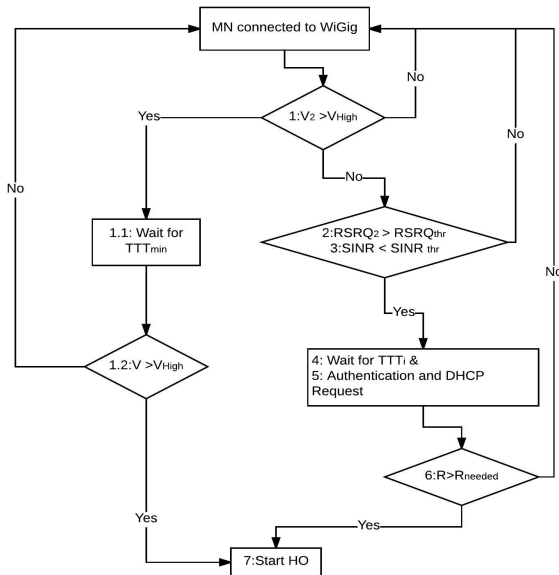 MN connected to WiGig
No
1:V2 >VHigh
Yes
No
No
No
1.1: Wait for
TTTmin
2:RSRQ2 > RSRQthr
3:SINR < SINR thr
No
Yes
1.2:V >VHigh
4: Wait for TTTi &
5: Authentication and DHCP
Request
6:R>Rneeded
Yes
Yes
7:Start HO